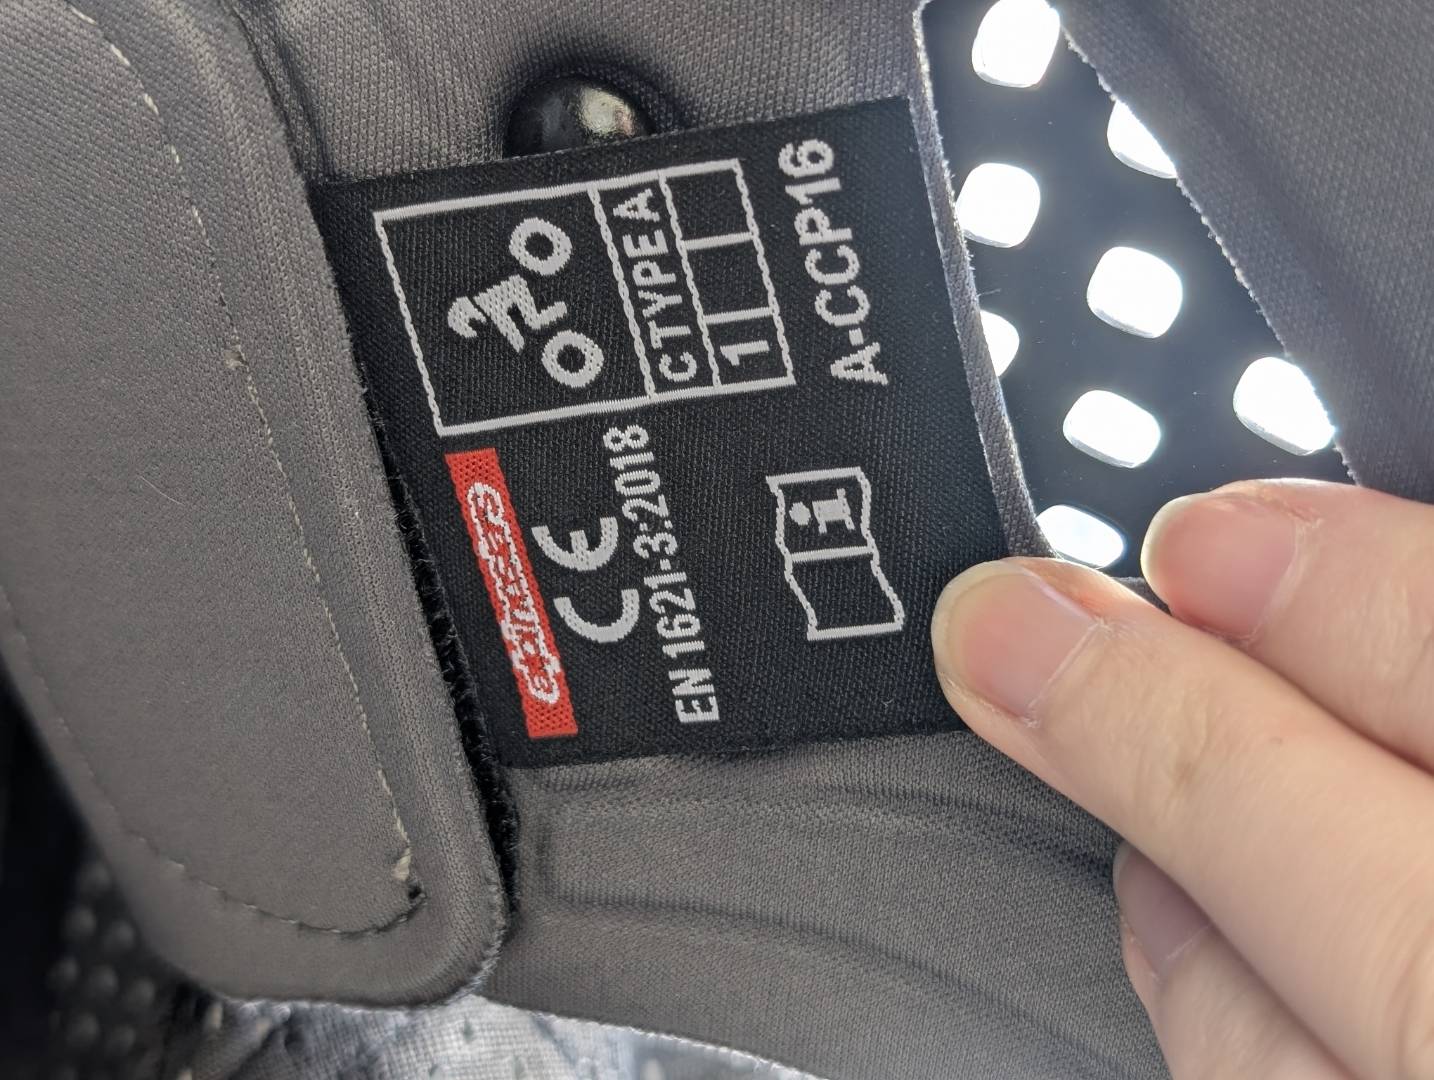 EN 1621-3:2018
C TYPE A
1
A-CCP16
i
CE